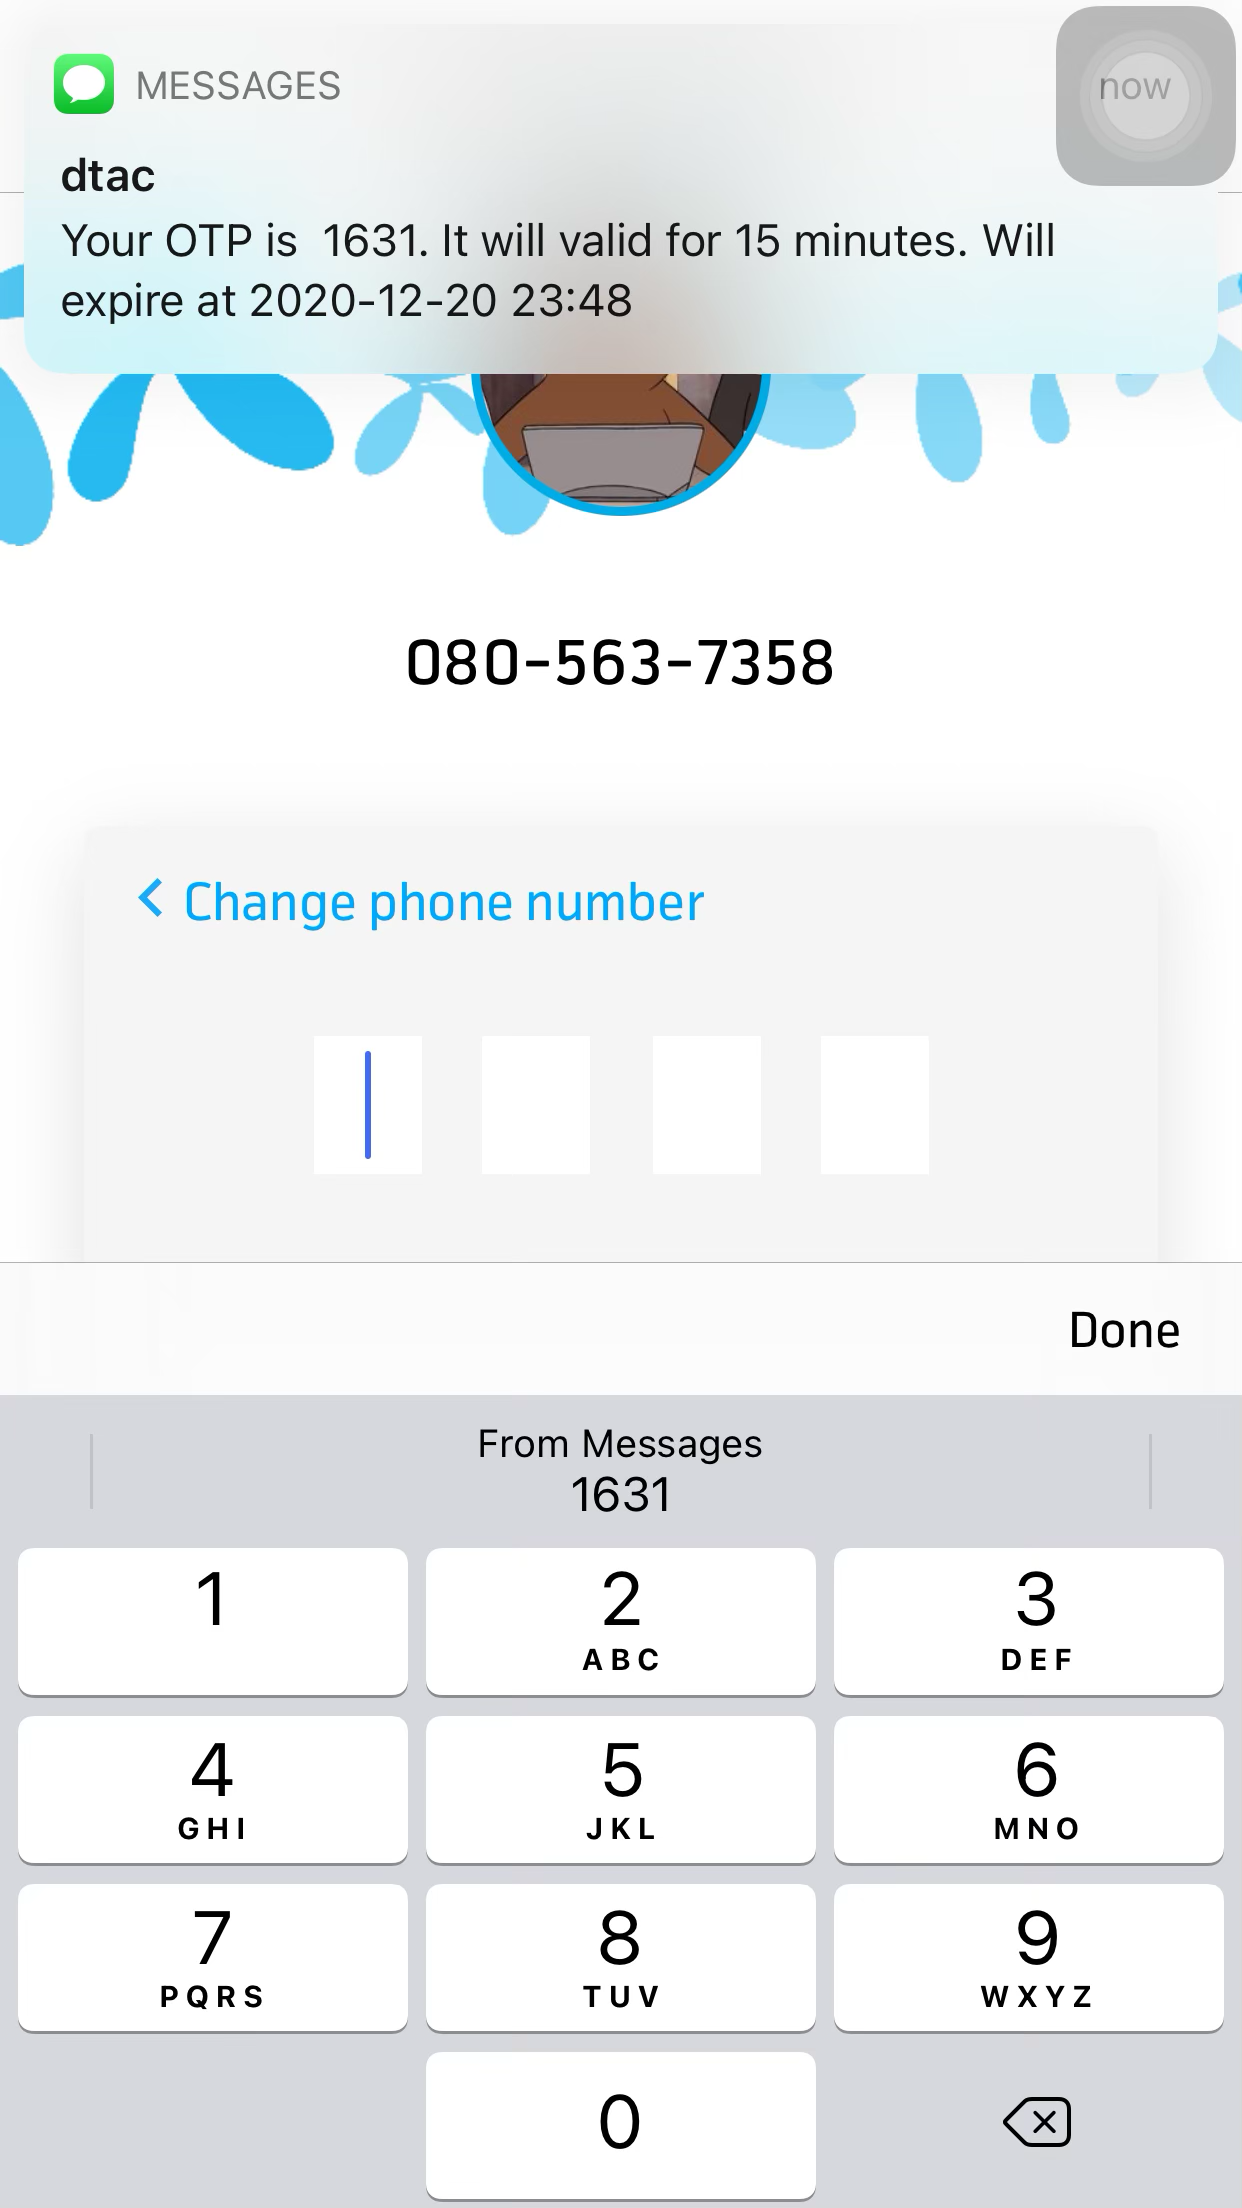 MESSAGES
now
dtac
Your OTP is  1631. It will valid for 15 minutes. Will
expire at 2020-12-20 23:48
080-563-7358
Change phone number
Done
From Messages
1631
1
2
3
ABC
DEF
4
5
6
GHI
JKL
MNO
7
8
9
PQRS
TUV
WXYZ
0